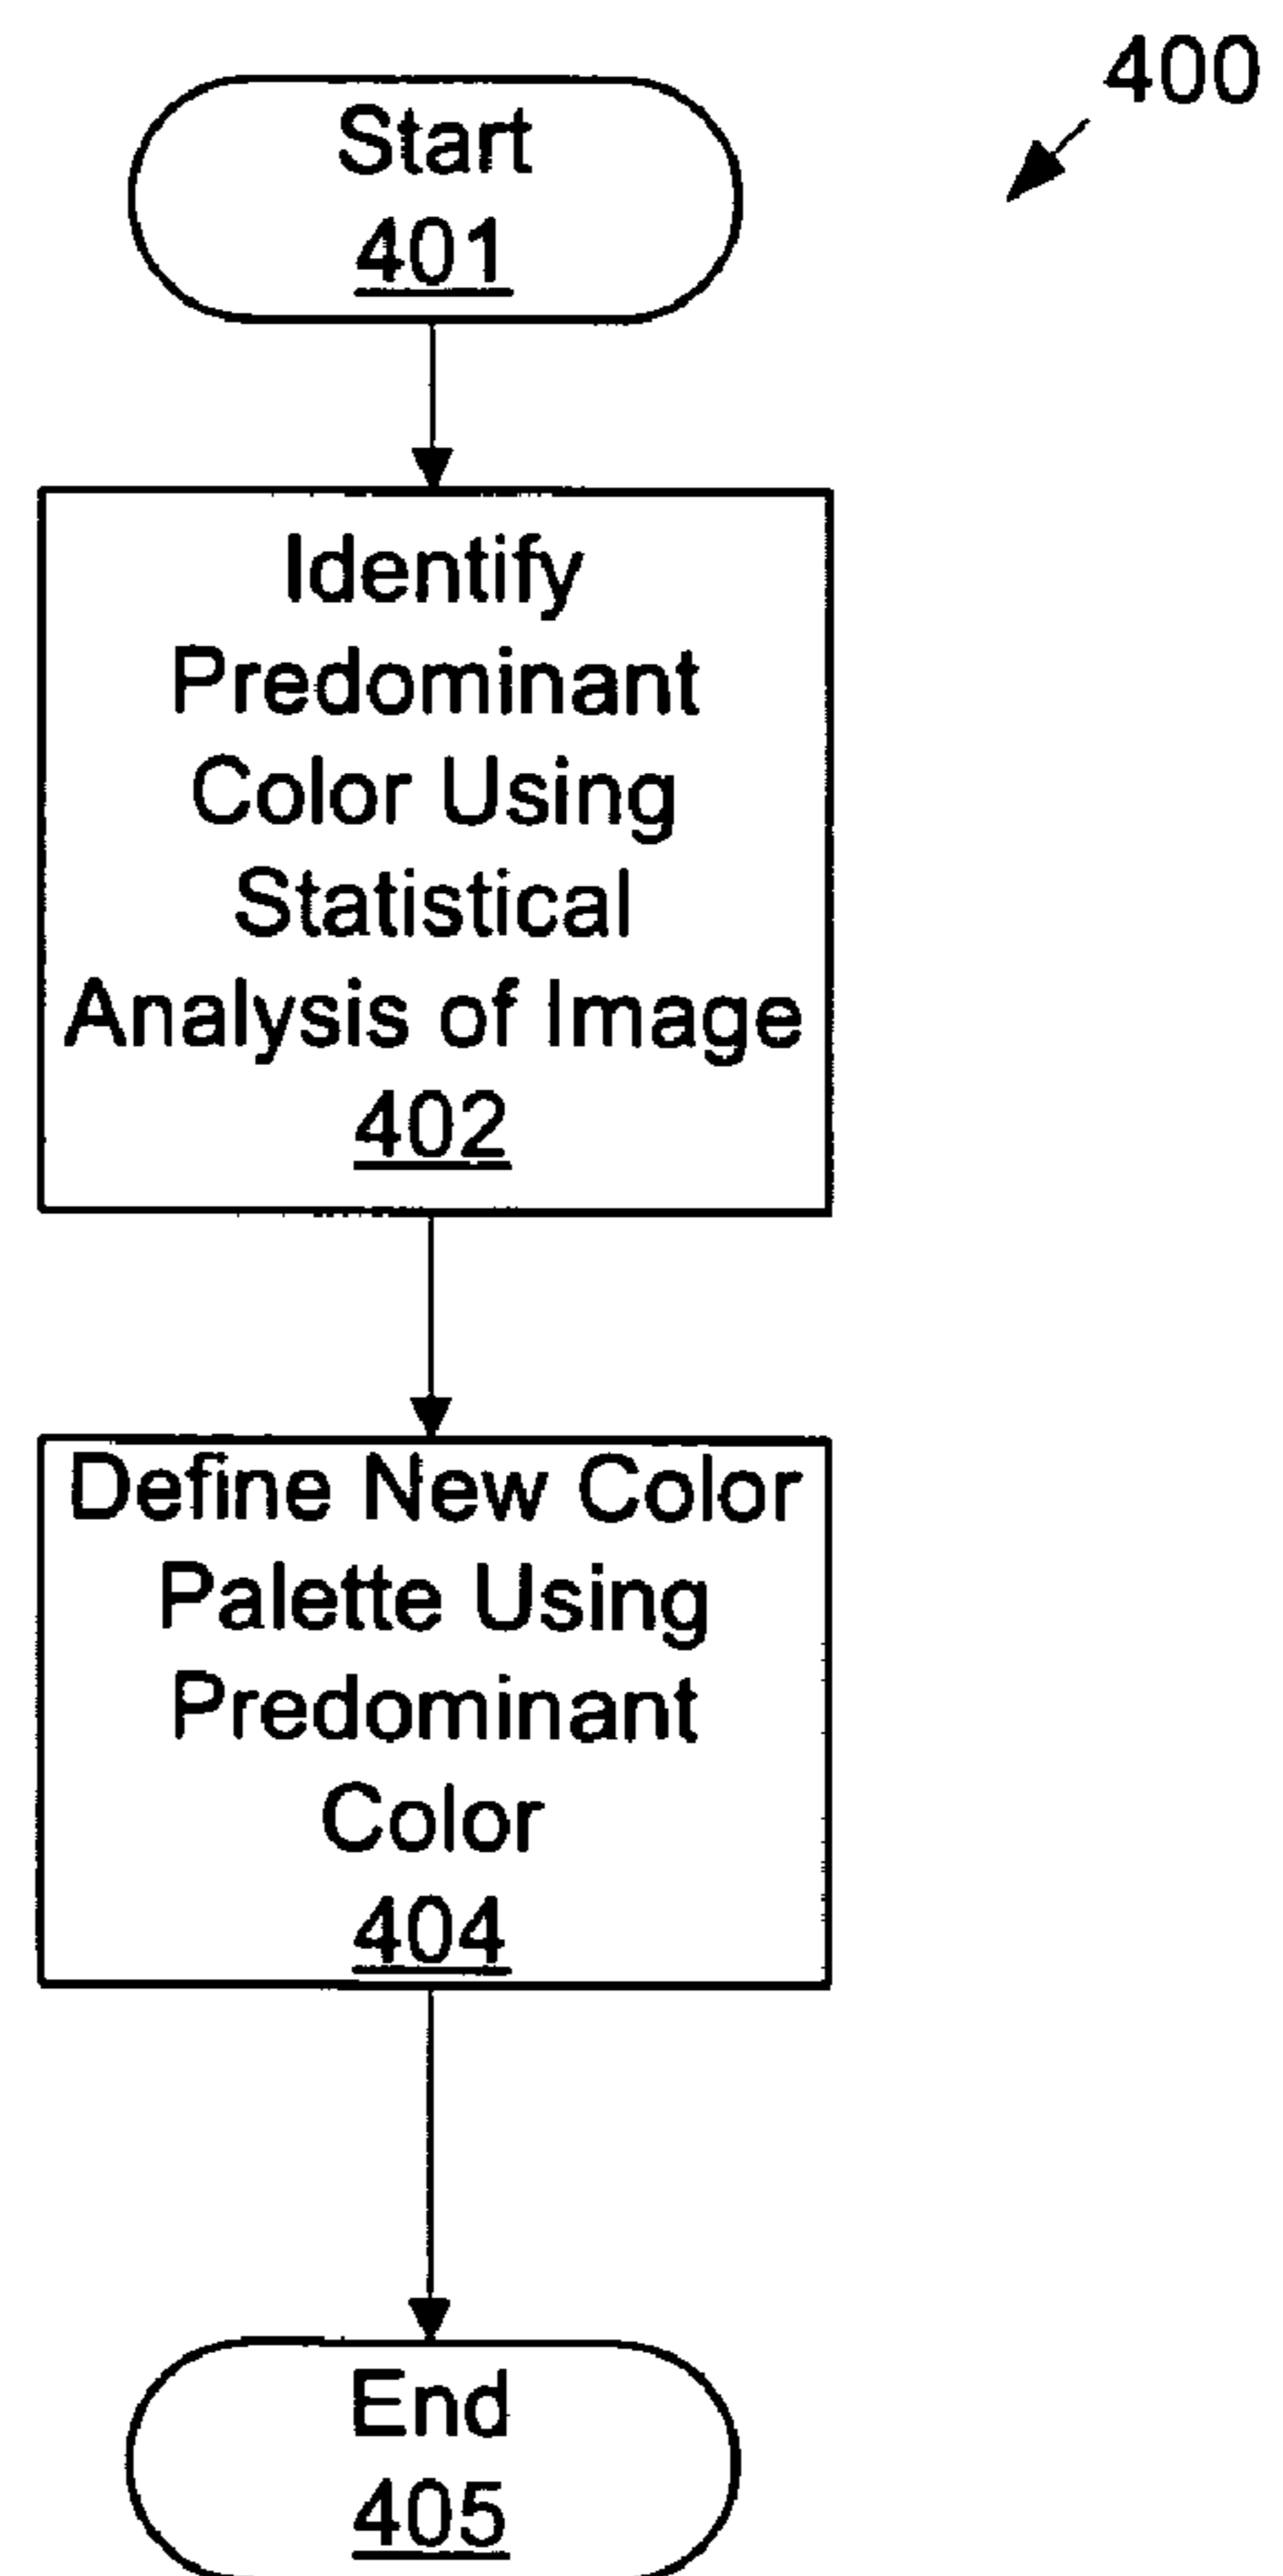 400
Start
401
Identify
Predominant
Color Using
Statistical
Analysis of Image
402
Define New Color
Palette Using
Predominant
Color
404
End
405